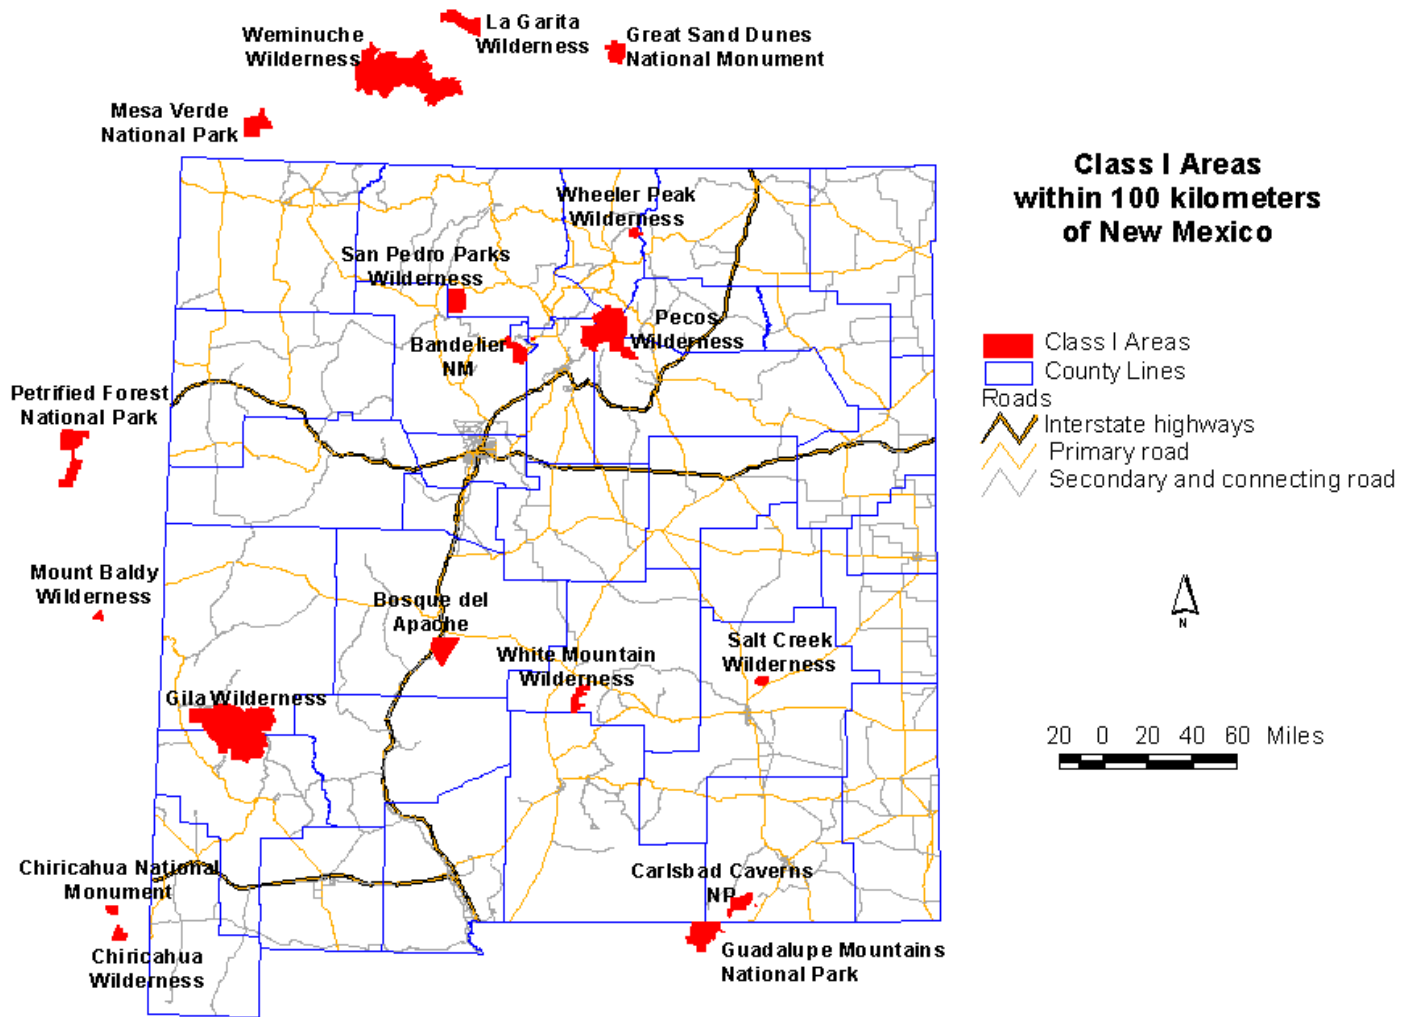 La Garita
Wilderness
Weminuche
Wilderness
Great Sand Dunes
National Monument
Mesa Verde
National Park
Class I Areas
within 100 kilometers
of New Mexico
Wheeler Peak
Wilderness
San Pedro Parks
Wilderness
Pecos
Wilderness
Bandelier
NM
Class I Areas
County Lines
Roads
Interstate highways
Primary road
Secondary and connecting road
Petrified Forest
National Park
Mount Baldy
Wilderness
Bosque del
Apache
N
White Mountain
Wilderness
Salt Creek
Wilderness
Gila Wilderness
20 0 20 40 60 Miles
Chiricahua National
Monument
Carlsbad Caverns
NP
Chiricahua
Wilderness
Guadalupe Mountains
National Park